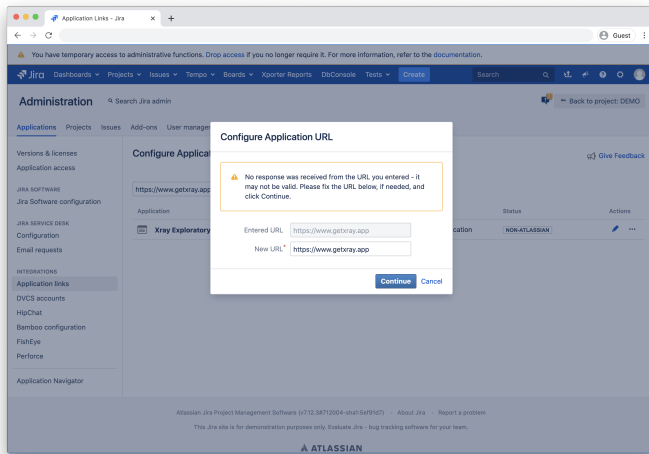 Application Links - Jira
Guest
You have temporary access to administrative functions. Drop access if you no longer require it. For more information, refer to the documentation.
Jira Dashboards Projects Issues Tempo Boards Xporter Reports DbConsole Tests Create Search
Administration Search Jira admin Back to project: DEMO
Applications Projects Issues Add-ons User manage
Versions & licenses
Application access
JIRA SOFTWARE
Jira Software configuration
JIRA SERVICE DESK
Configuration
Email requests
INTEGRATIONS
Application links
DVCS accounts
HipChat
Bamboo configuration
FishEye
Perforce
Application Navigator
Configure Applicat
Give Feedback
https://www.getxray.app
Application Status Actions
Xray Exploratory cation NON-ATLASSIAN
Configure Application URL
No response was received from the URL you entered - it
may not be valid. Please fix the URL below, if needed, and
click Continue.
Entered URL https://www.getxray.app
New URL* https://www.getxray.app
Continue Cancel
Atlassian Jira Project Management Software (v7.12.3#712004-sha1:5ef91d7) · About Jira · Report a problem
This Jira site is for demonstration purposes only. Evaluate Jira - bug tracking software for your team.
ATLASSIAN